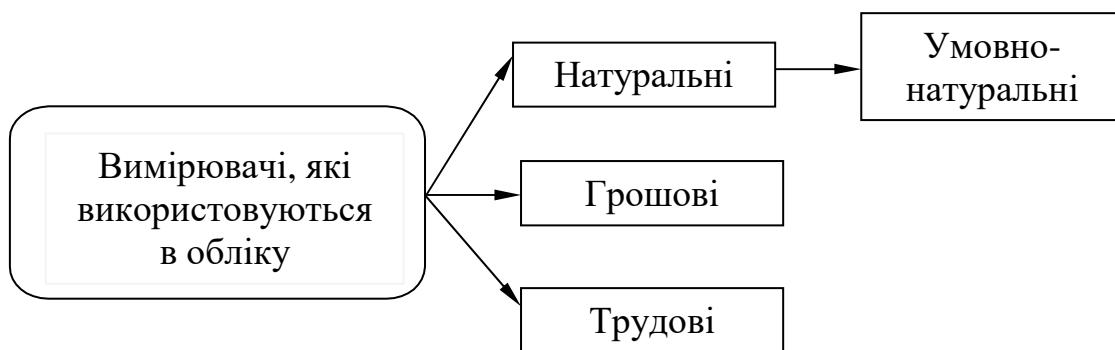 Вимірювачі, які
використовуються
в обліку
Натуральні
Умовно-
натуральні
Грошові
Трудові